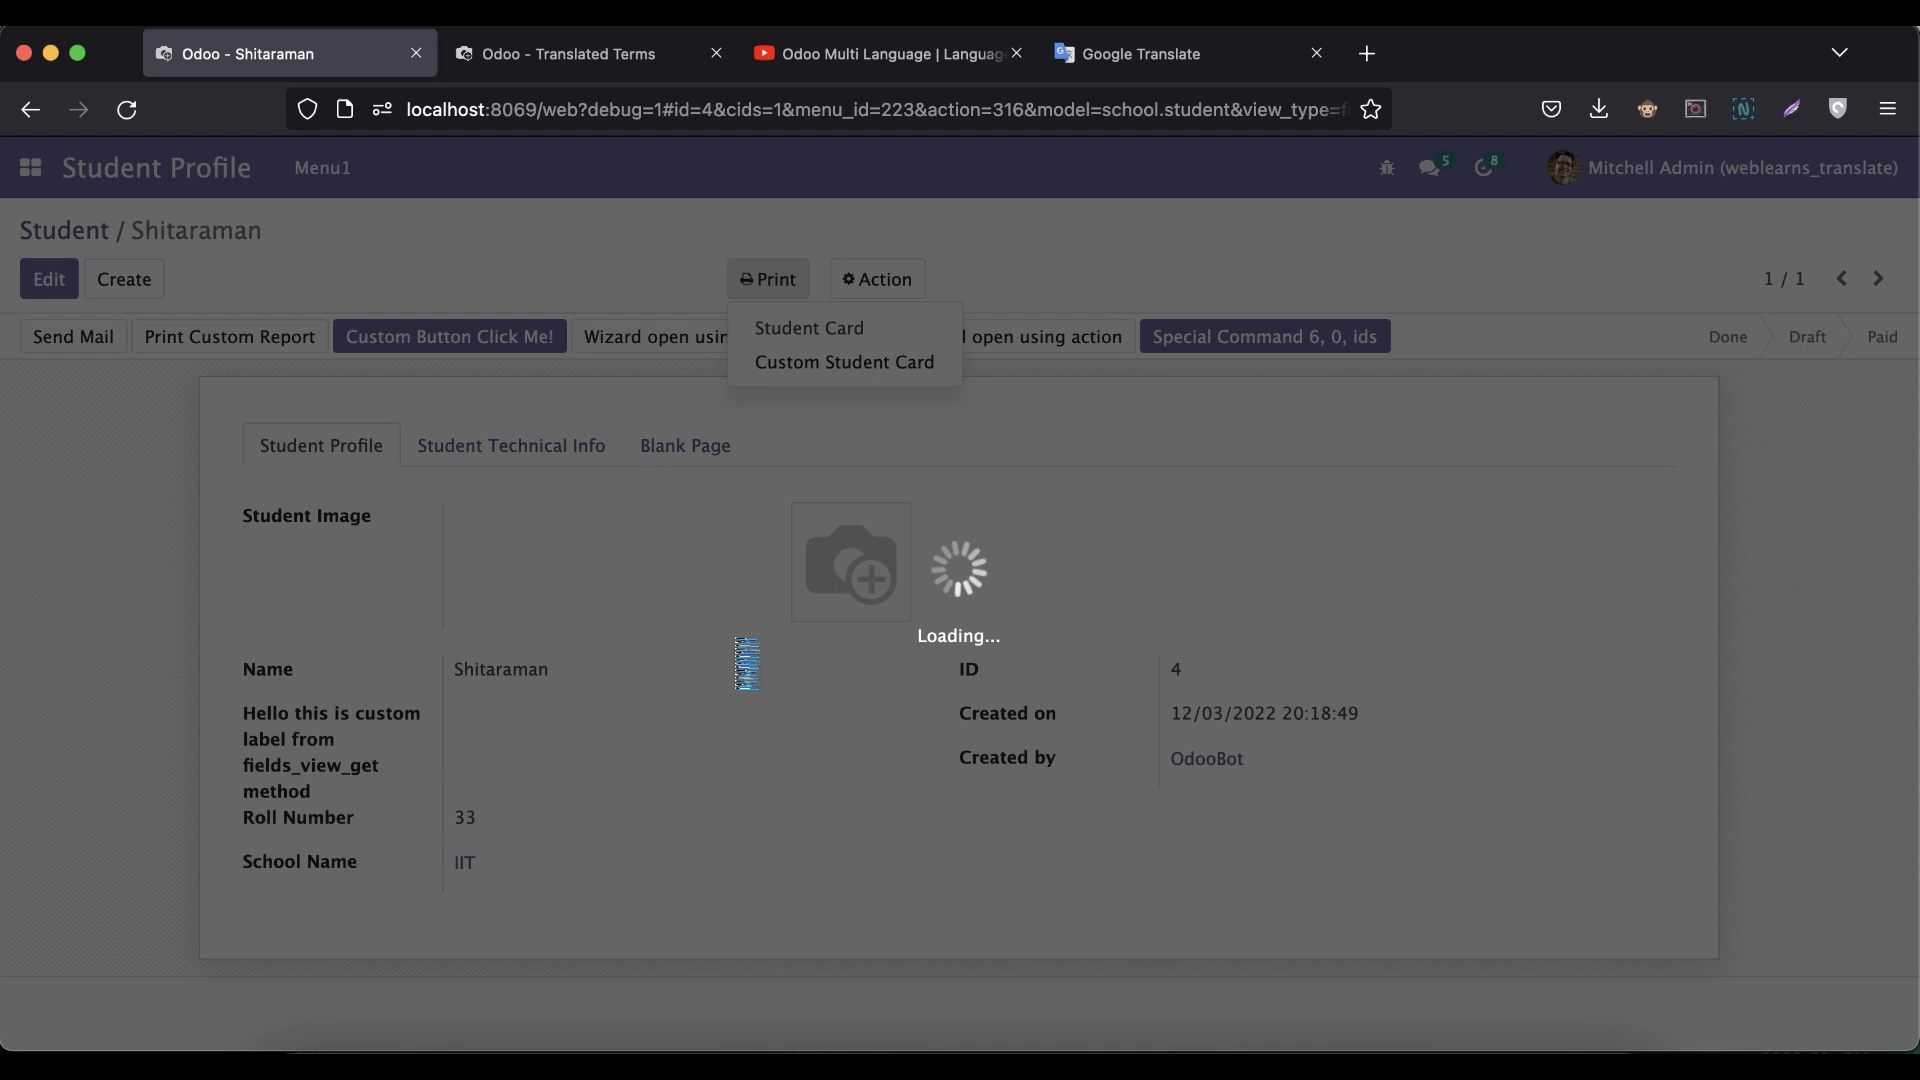 Odoo - Shitaraman
Odoo - Translated Terms
Odoo Multi Language | Languag
Google Translate
localhost:8069/web?debug=1#id=4&cids=1&menu_id=223&action=316&model=school.student&view_type=f
Student Profile
Menu1
5
8
Mitchell Admin (weblearns_translate)
Student / Shitaraman
Edit
Create
Print
Action
1 / 1
Student Card
Custom Student Card
Send Mail
Print Custom Report
Custom Button Click Me!
Wizard open usin
l open using action
Special Command 6, 0, ids
Done
Draft
Paid
Student Profile
Student Technical Info
Blank Page
Student Image
Loading...
Name
Shitaraman
ID
4
Hello this is custom
label from
fields_view_get
method
Created on
12/03/2022 20:18:49
Created by
OdooBot
Roll Number
33
School Name
IIT